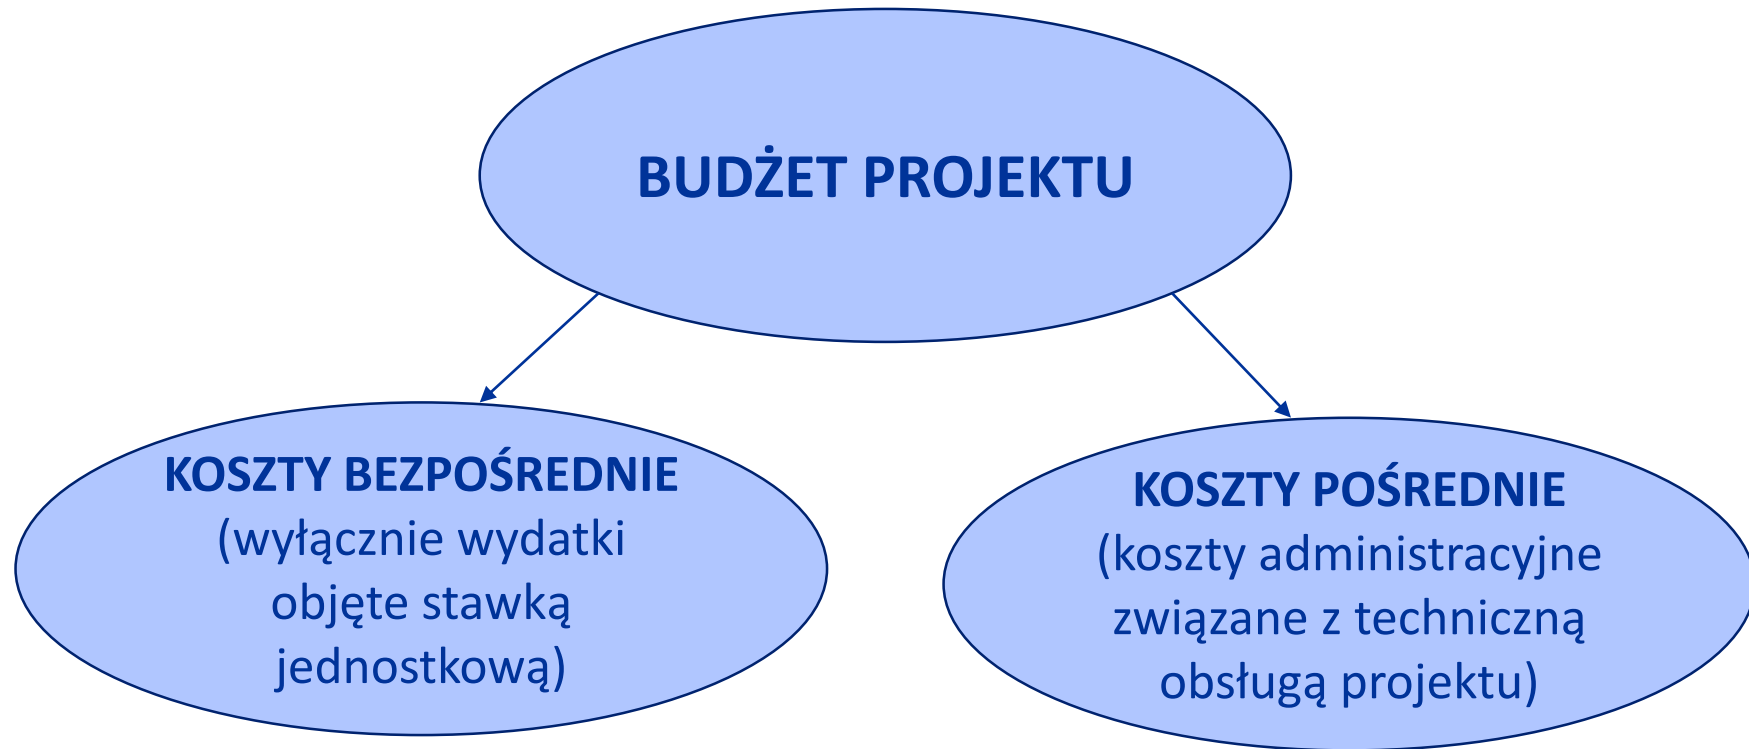 BUDŻET PROJEKTU
KOSZTY BEZPOŚREDNIE
(wyłącznie wydatki
objęte stawką
jednostkową)
KOSZTY POŚREDNIE
(koszty administracyjne
związane z techniczną
obsługą projektu)